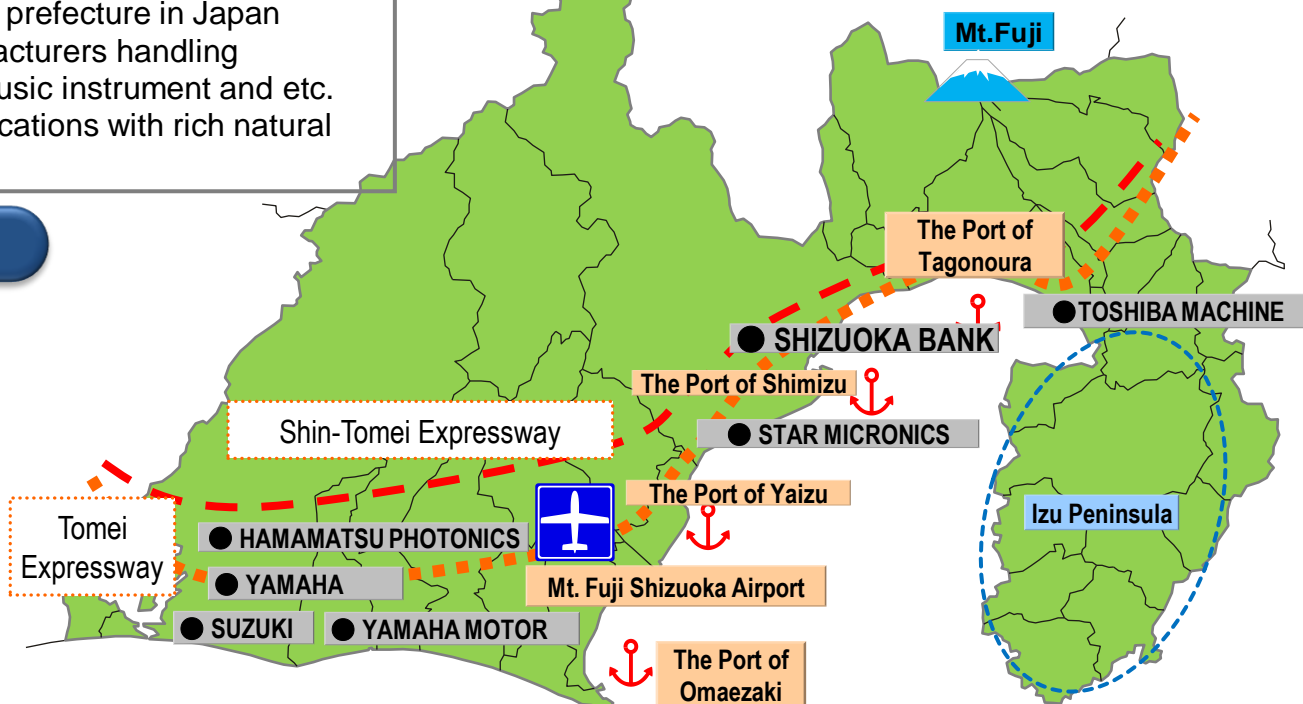 prefecture in Japan
acturers handling
usic instrument and etc.
cations with rich natural
Mt.Fuji
The Port of
Tagonoura
TOSHIBA MACHINE
SHIZUOKA BANK
The Port of Shimizu
Shin-Tomei Expressway
STAR MICRONICS
The Port of Yaizu
Izu Peninsula
Tomei
Expressway
HAMAMATSU PHOTONICS
YAMAHA
Mt. Fuji Shizuoka Airport
SUZUKI
YAMAHA MOTOR
The Port of
Omaezaki